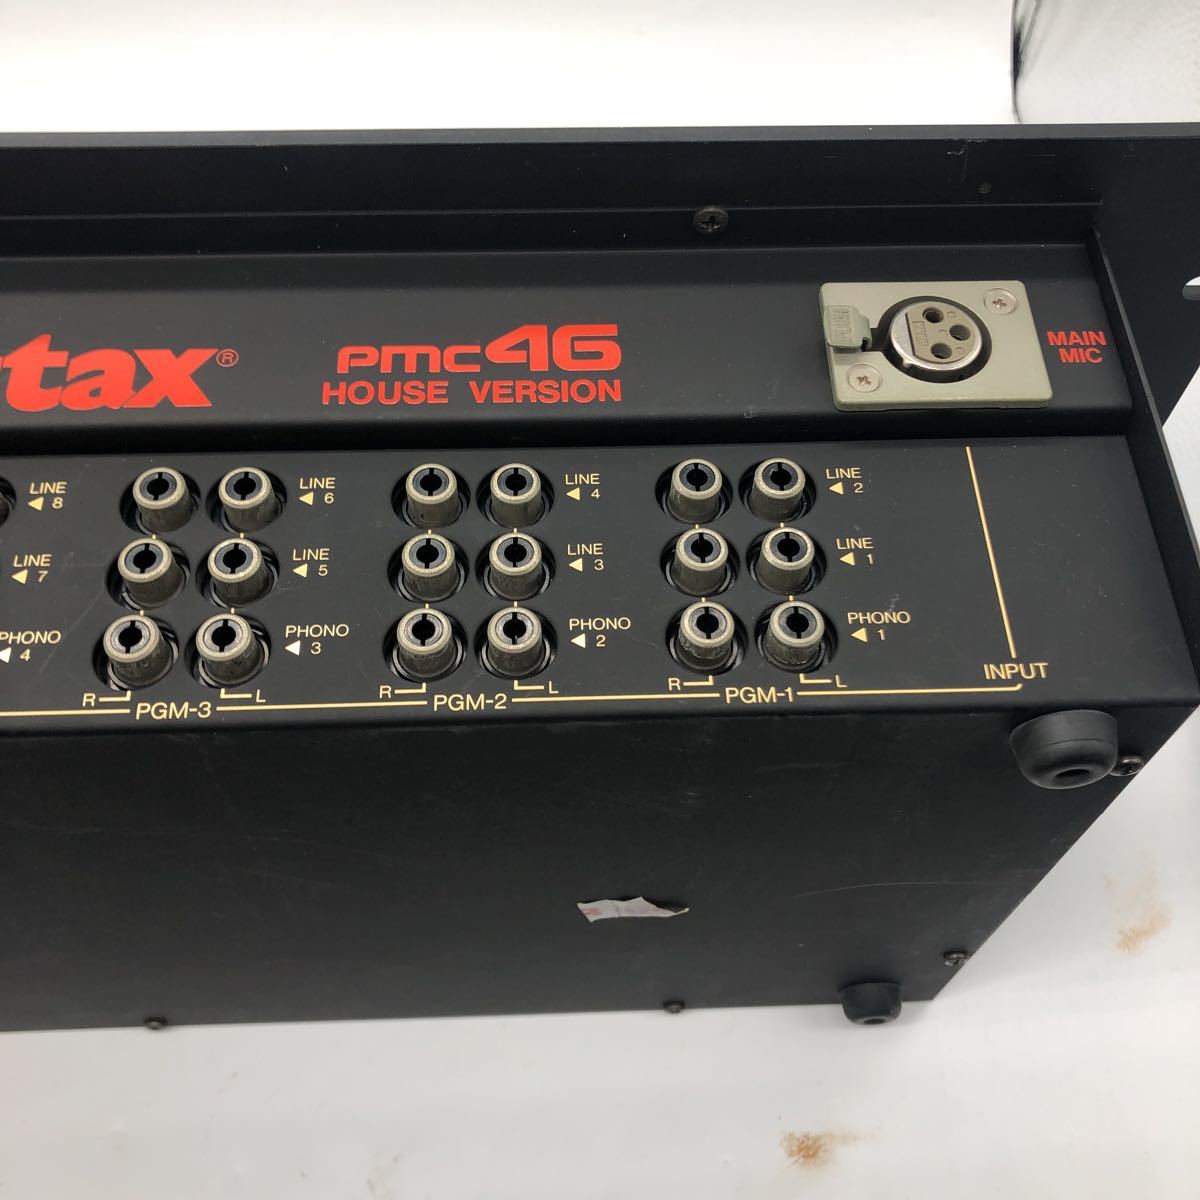 tax®
pmc46
HOUSE VERSION
PUSH
MAIN
MIC
LINE
◀ 8
LINE
◀ 6
LINE
◀ 4
LINE
◀ 2
LINE
◀ 7
LINE
◀ 5
LINE
◀ 3
LINE
◀ 1
PHONO
◀ 4
PHONO
◀ 3
PHONO
◀ 2
PHONO
◀ 1
R L
PGM-3
R L
PGM-2
R L
PGM-1
INPUT